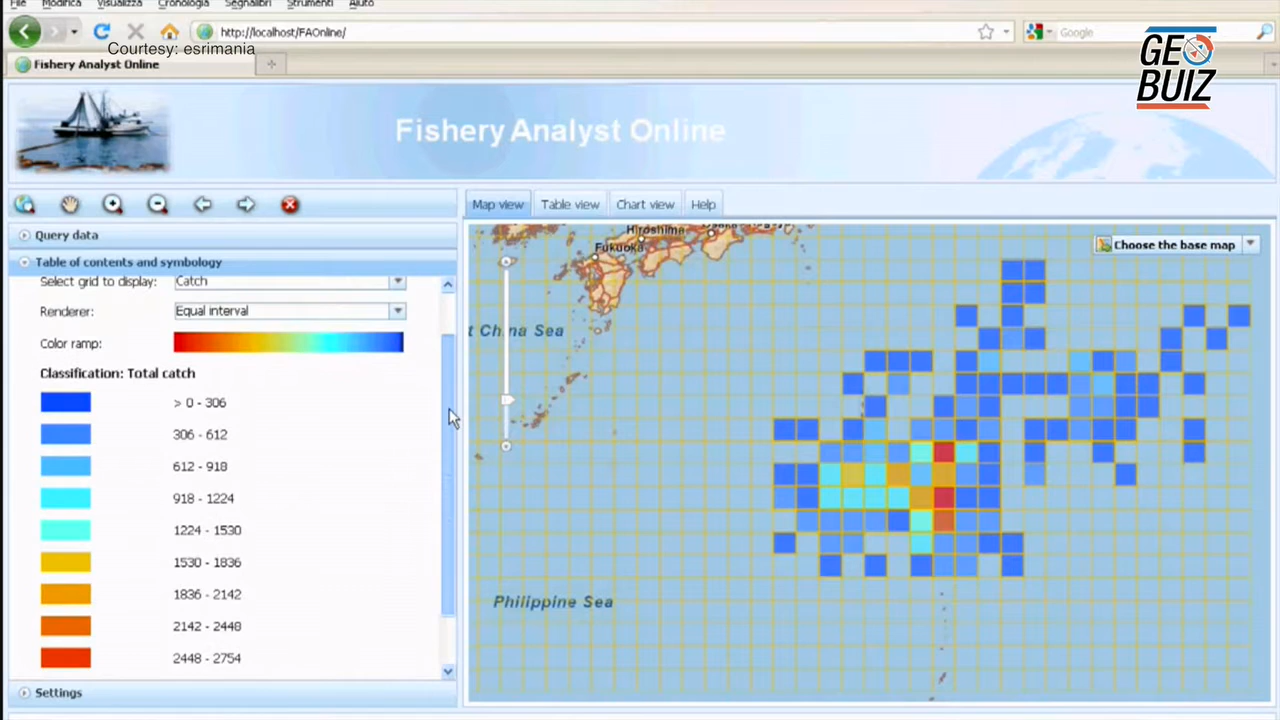 File Modifica Visualizza Cronologia Segnalibri Strumenti Aiuto
http://localhost/FAOnline/
Google
Courtesy: esrimania
Fishery Analyst Online
GEO
BUIZ
Fishery Analyst Online
Map view Table view Chart view Help
Query data
Table of contents and symbology
Select grid to display: Catch
Renderer: Equal interval
Color ramp:
Classification: Total catch
> 0 - 306
306 - 612
612 - 918
918 - 1224
1224 - 1530
1530 - 1836
1836 - 2142
2142 - 2448
2448 - 2754
Settings
Choose the base map
Hiroshima
Fukuoka
t China Sea
Philippine Sea